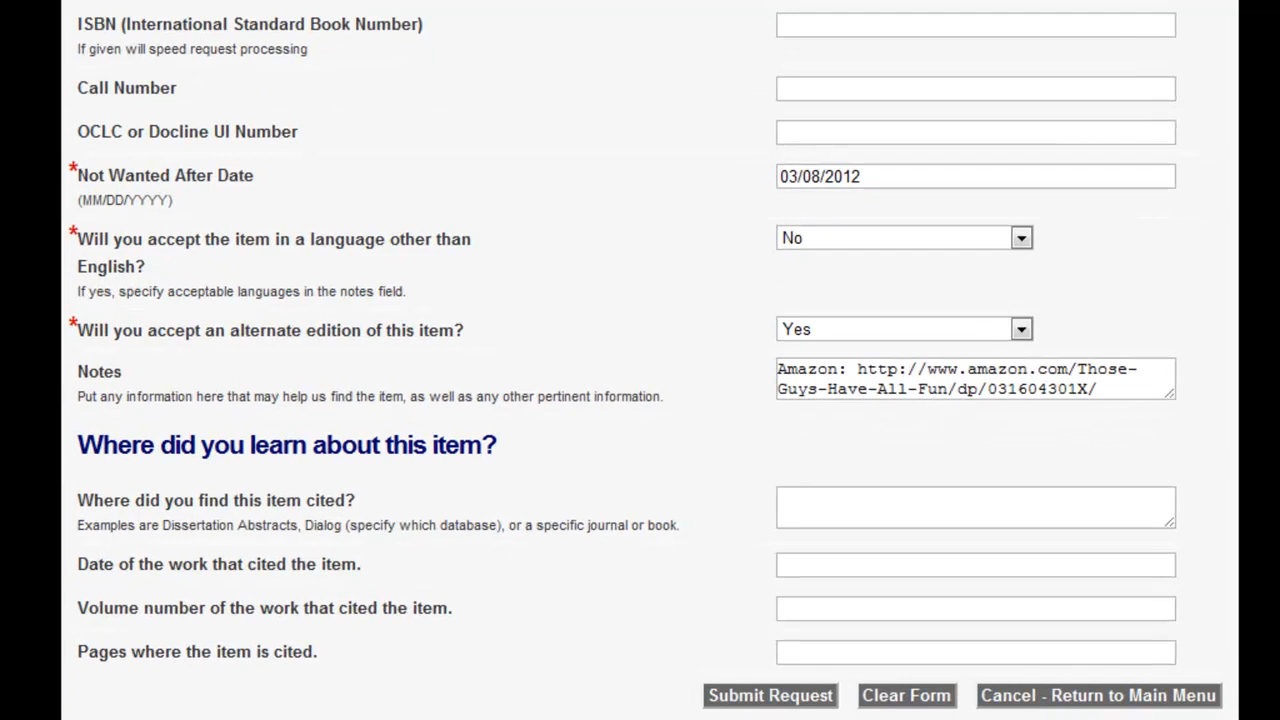 ISBN (International Standard Book Number)
If given will speed request processing
Call Number
OCLC or Docline UI Number
*Not Wanted After Date
03/08/2012
(MM/DD/YYYY)
*Will you accept the item in a language other than
No
English?
If yes, specify acceptable languages in the notes field.
*Will you accept an alternate edition of this item?
Yes
Notes
Put any information here that may help us find the item, as well as any other pertinent information.
Amazon: http://www.amazon.com/Those-
Guys-Have-All-Fun/dp/031604301X/
Where did you learn about this item?
Where did you find this item cited?
Examples are Dissertation Abstracts, Dialog (specify which database), or a specific journal or book.
Date of the work that cited the item.
Volume number of the work that cited the item.
Pages where the item is cited.
Submit Request
Clear Form
Cancel - Return to Main Menu